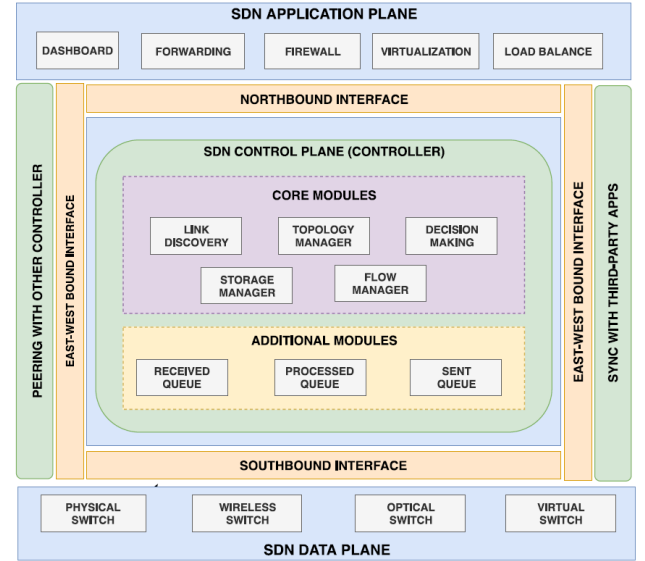 SDN APPLICATION PLANE
DASHBOARD
FORWARDING
FIREWALL
VIRTUALIZATION
LOAD BALANCE
NORTHBOUND INTERFACE
PEERING WITH OTHER CONTROLLER
EAST-WEST BOUND INTERFACE
SDN CONTROL PLANE (CONTROLLER)
CORE MODULES
LINK
DISCOVERY
TOPOLOGY
MANAGER
DECISION
MAKING
STORAGE
MANAGER
FLOW
MANAGER
ADDITIONAL MODULES
RECEIVED
QUEUE
PROCESSED
QUEUE
SENT
QUEUE
EAST-WEST BOUND INTERFACE
SYNC WITH THIRD-PARTY APPS
SOUTHBOUND INTERFACE
PHYSICAL
SWITCH
WIRELESS
SWITCH
OPTICAL
SWITCH
VIRTUAL
SWITCH
SDN DATA PLANE